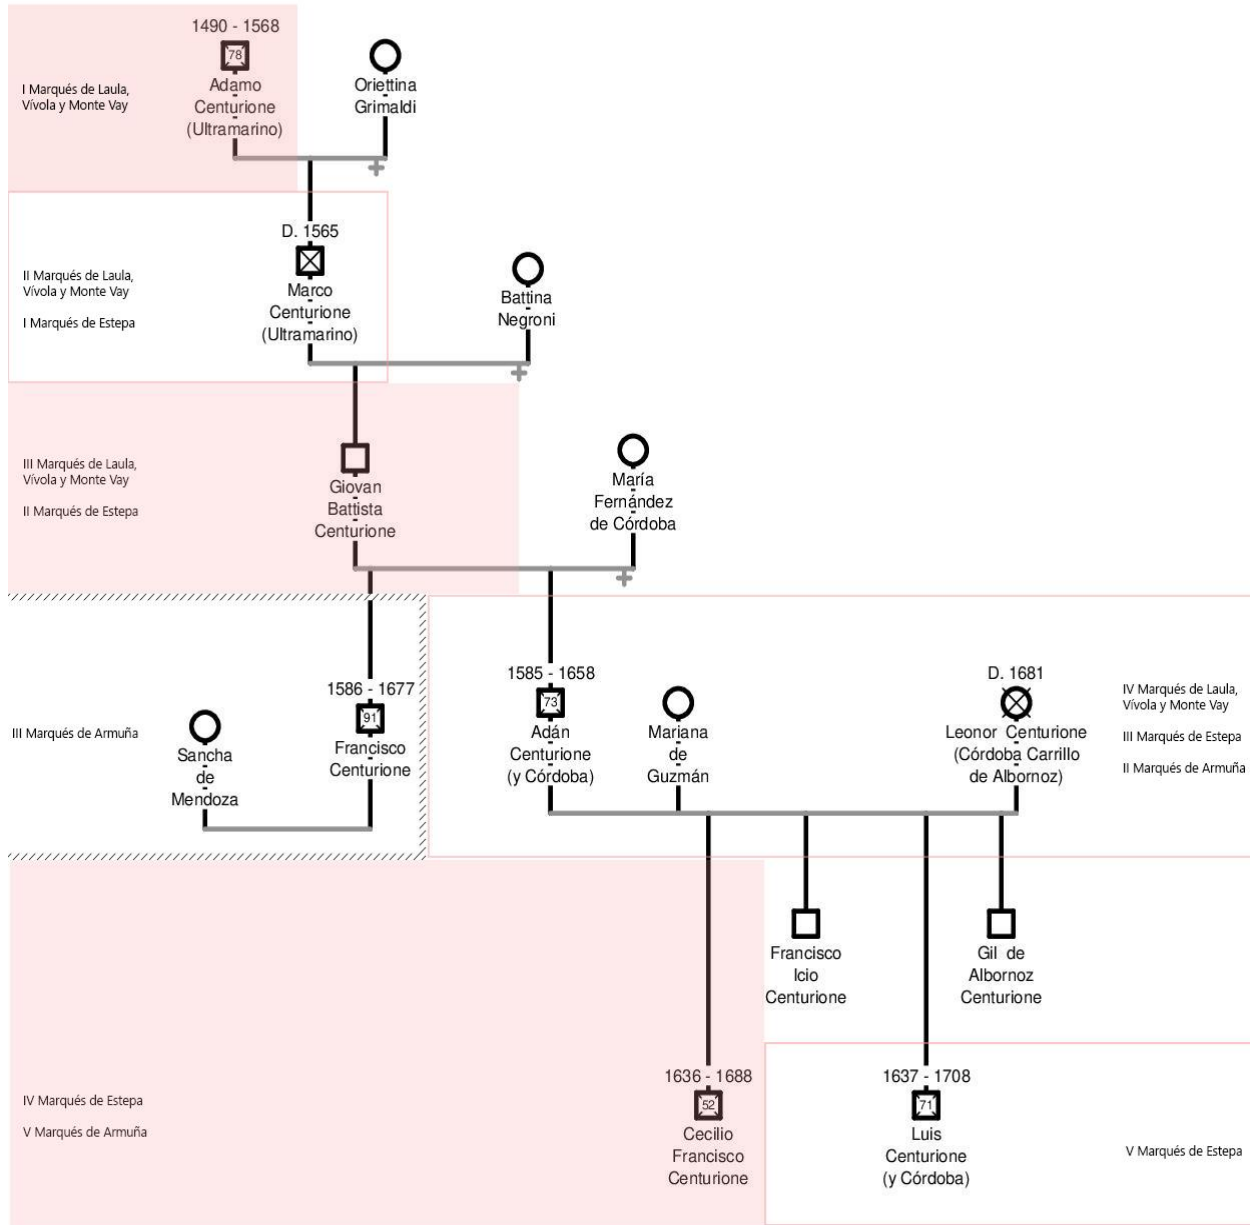 1490 - 1568
78
Adamo
Centurione
(Ultramarino)
Oriettina
Grimaldi
I Marqués de Laula,
Vívola y Monte Vay
D. 1565
Marco
Centurione
(Ultramarino)
Battina
Negroni
II Marqués de Laula,
Vívola y Monte Vay
I Marqués de Estepa
Giovan
Battista
Centurione
María
Fernández
de Córdoba
III Marqués de Laula,
Vívola y Monte Vay
II Marqués de Estepa
III Marqués de Armuña
Sancha
de
Mendoza
1586 - 1677
91
Francisco
Centurione
1585 - 1658
73
Adán
Centurione
(y Córdoba)
Mariana
de
Guzmán
D. 1681
Leonor Centurione
(Córdoba Carrillo
de Albornoz)
IV Marqués de Laula,
Vívola y Monte Vay
III Marqués de Estepa
II Marqués de Armuña
Francisco
Icio
Centurione
Gil de
Albornoz
Centurione
IV Marqués de Estepa
V Marqués de Armuña
1636 - 1688
52
Cecilio
Francisco
Centurione
1637 - 1708
71
Luis
Centurione
(y Córdoba)
V Marqués de Estepa